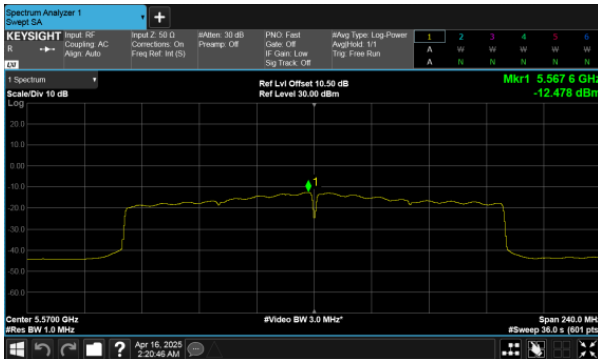 Spectrum Analyzer 1
Swept SA
KEYSIGHT Input: RF Input Z: 50 Ω #Atten: 30 dB PNO: Fast #Avg Type: Log-Power 1 2 3 4 5 6
R Coupling: AC Corrections: On Preamp: Off Gate: Off Avg|Hold: 1/1 A W W W W W
Align: Auto Freq Ref: Int (S) IF Gain: Low Trig: Free Run
LXI Sig Track: Off A N N N N N
1 Spectrum Ref Lvl Offset 10.50 dB Mkr1 5.567 6 GHz
Scale/Div 10 dB Ref Level 30.00 dBm -12.478 dBm
Log
20.0
10.0
0.00
-10.0
1
-20.0
-30.0
-40.0
-50.0
-60.0
Center 5.5700 GHz #Video BW 3.0 MHz* Span 240.0 MHz
#Res BW 1.0 MHz #Sweep 36.0 s (601 pts
Apr 16, 2025
2:20:46 AM